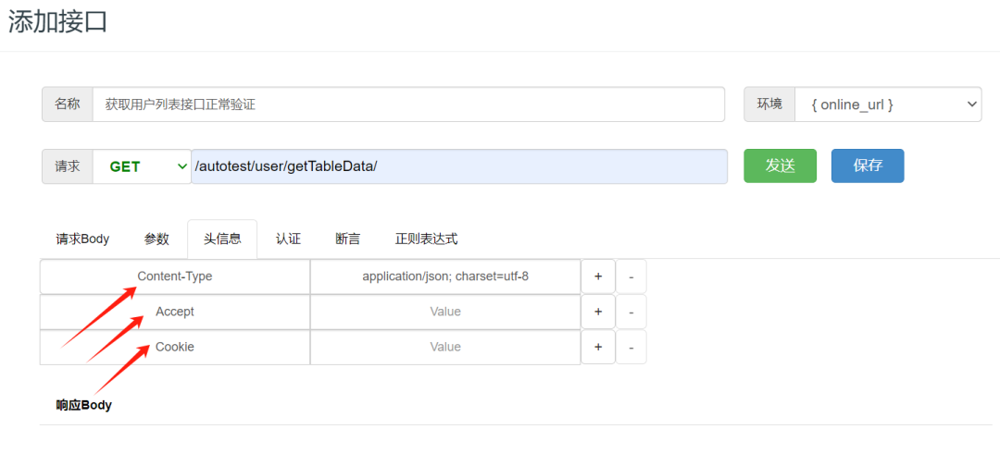 添加接口
名称 获取用户列表接口正常验证 环境 { online_url }
请求 GET /autotest/user/getTableData/ 发送 保存
请求Body 参数 头信息 认证 断言 正则表达式
Content-Type application/json; charset=utf-8 + -
Accept Value + -
Cookie Value + -
响应Body